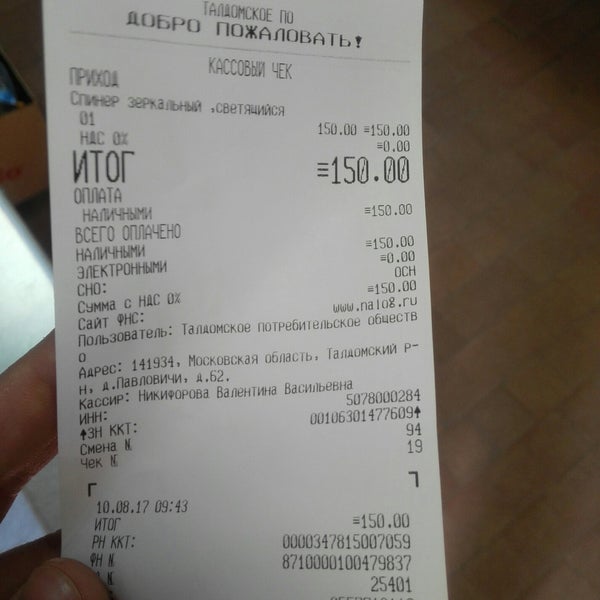 ТАЛДОМСКОЕ ПО
ДОБРО ПОЖАЛОВАТЬ!
КАССОВЫЙ ЧЕК
ПРИХОД
Спинер зеркальный ,светящийся
01 150.00 ≡150.00
НДС 0% ≡0.00
ИТОГ ≡150.00
ОПЛАТА
НАЛИЧНЫМИ ≡150.00
ВСЕГО ОПЛАЧЕНО
НАЛИЧНЫМИ ≡150.00
ЭЛЕКТРОННЫМИ ≡0.00
СНО: ОСН
Сумма с НДС 0% ≡150.00
Сайт ФНС: www.nalog.ru
Пользователь: Талдомское потребительское обществ
о
Адрес: 141934, Московская область, Талдомский р-
н, д.Павловичи, д.62.
Кассир: Никифорова Валентина Васильевна
ИНН: 5078000284
↑ЗН ККТ: 00106301477609↑
Смена № 94
Чек № 19
10.08.17 09:43
ИТОГ ≡150.00
РН ККТ: 0000347815007059
ФН № 8710000100479837
№ 25401